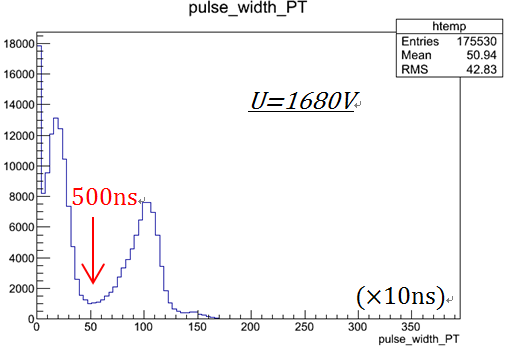 pulse_width_PT
htemp
Entries 175530
Mean 50.94
RMS 42.83
U=1680V
500ns
(×10ns)
18000
16000
14000
12000
10000
8000
6000
4000
2000
0
0 50 100 150 200 250 300 350
pulse_width_PT